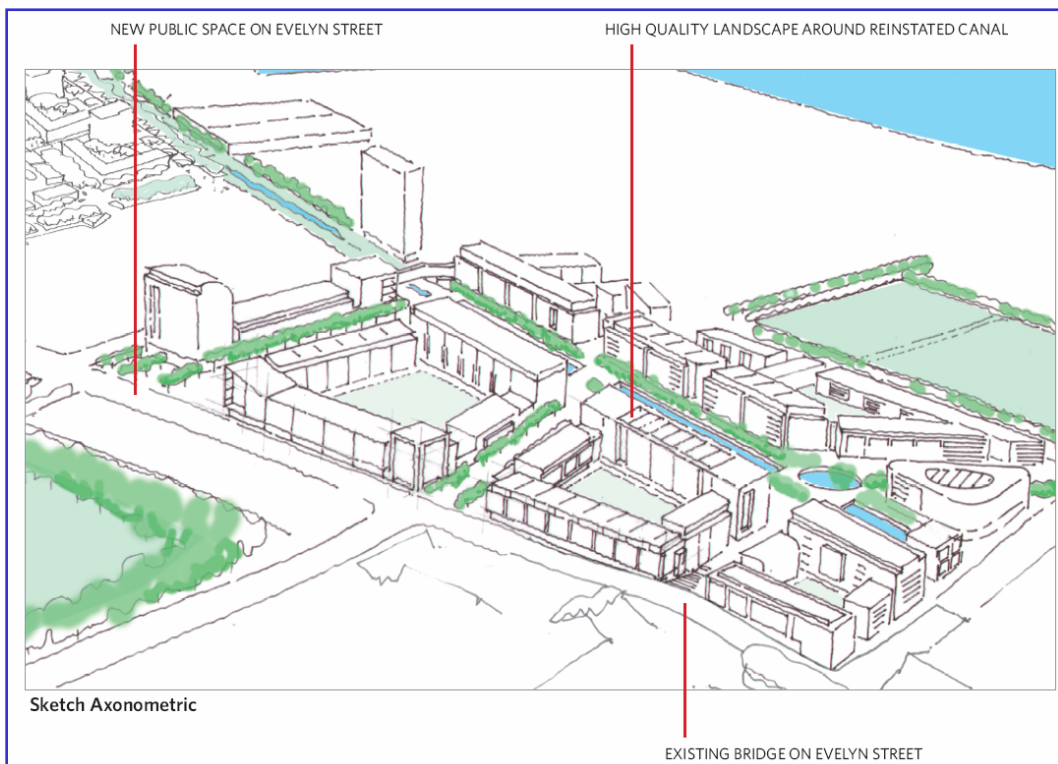 NEW PUBLIC SPACE ON EVELYN STREET
HIGH QUALITY LANDSCAPE AROUND REINSTATED CANAL
Sketch Axonometric
EXISTING BRIDGE ON EVELYN STREET